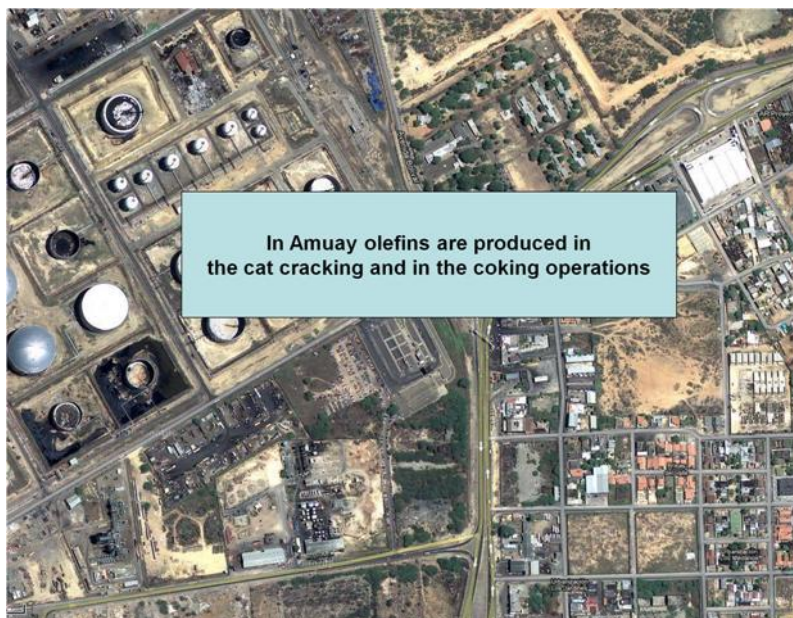 In Amuay olefins are produced in
the cat cracking and in the coking operations